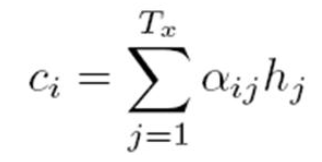 c_i = \sum_{j=1}^{T_x} \alpha_{ij} h_j